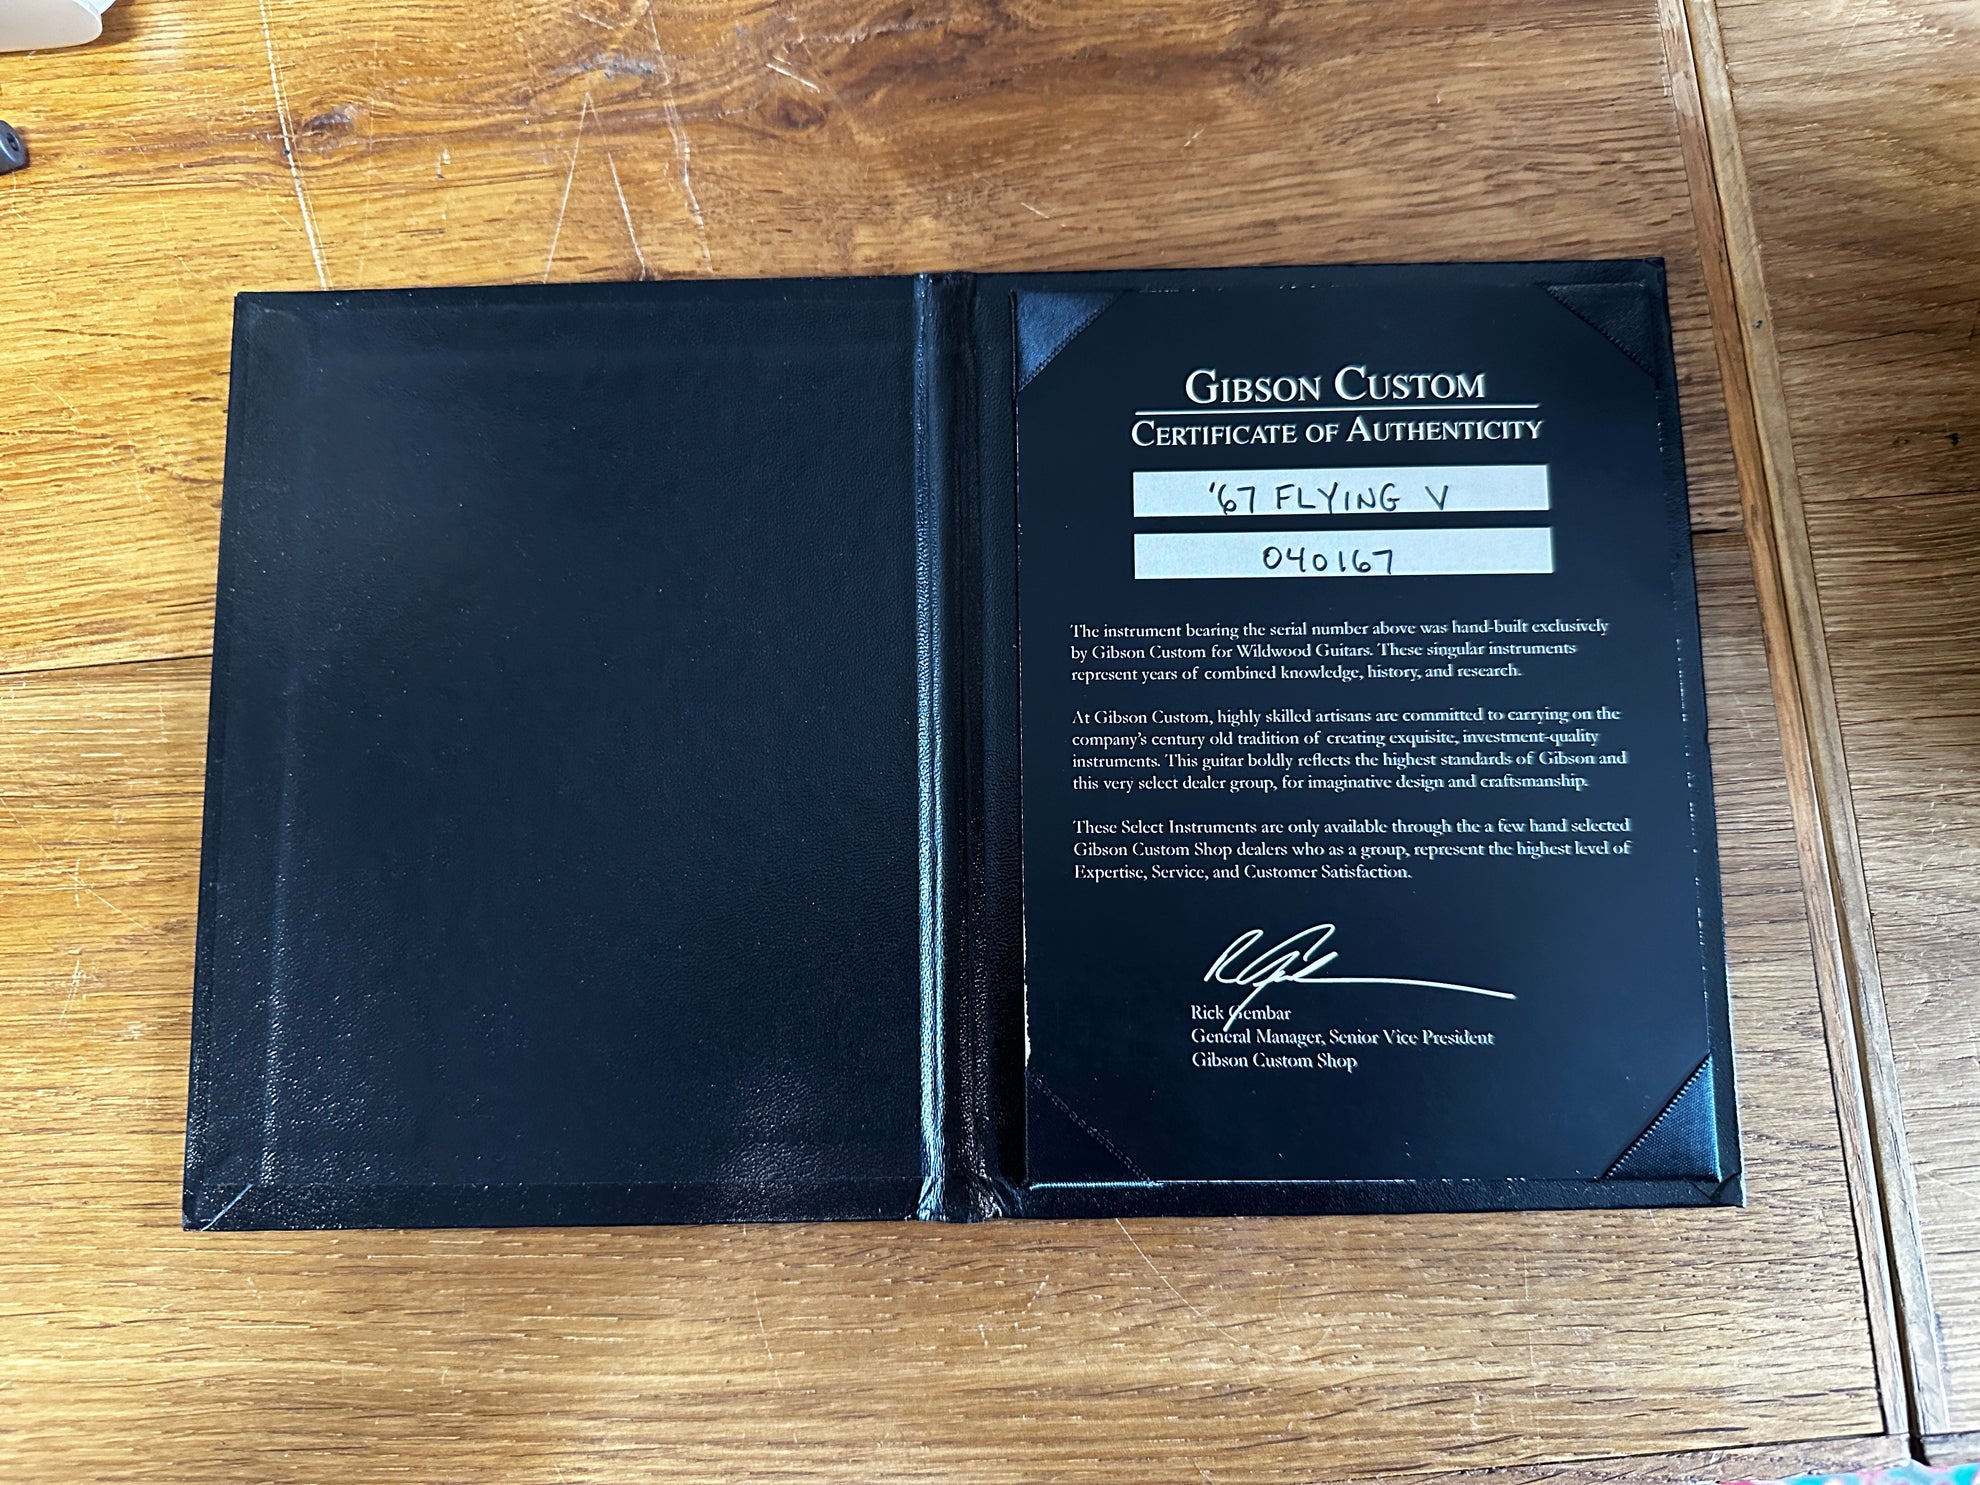 GIBSON CUSTOM
CERTIFICATE OF AUTHENTICITY
'67 FLYING V
040167
The instrument bearing the serial number above was hand-built exclusively
by Gibson Custom for Wildwood Guitars. These singular instruments
represent years of combined knowledge, history, and research.
At Gibson Custom, highly skilled artisans are committed to carrying on the
company's century old tradition of creating exquisite, investment-quality
instruments. This guitar boldly reflects the highest standards of Gibson and
this very select dealer group, for imaginative design and craftsmanship.
These Select Instruments are only available through the a few hand selected
Gibson Custom Shop dealers who as a group, represent the highest level of
Expertise, Service, and Customer Satisfaction.
Rick Gembar
General Manager, Senior Vice President
Gibson Custom Shop